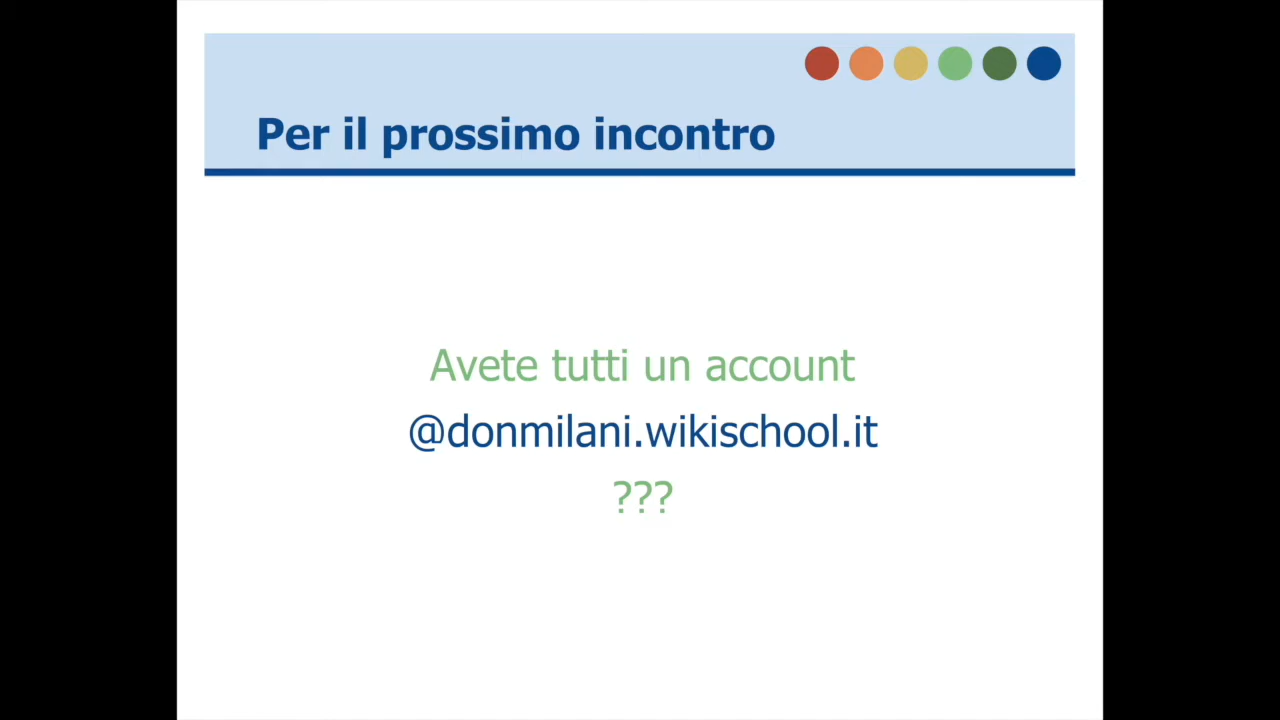 Per il prossimo incontro
Avete tutti un account
@donmilani.wikischool.it
???